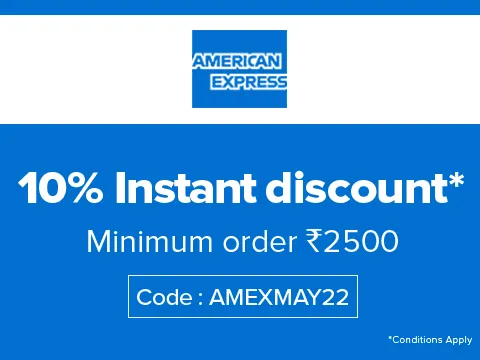 AMERICAN
EXPRESS
10% Instant discount*
Minimum order ₹2500
Code : AMEXMAY22
*Conditions Apply